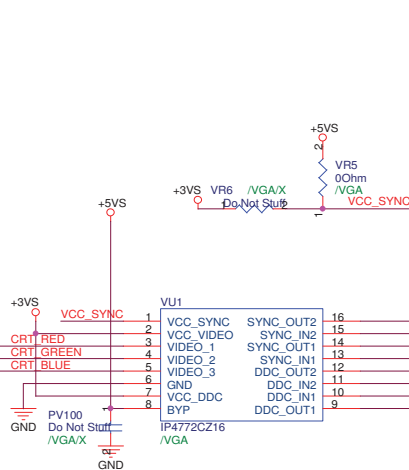 +5VS
2
VR5
0Ohm
/VGA
1
VCC_SYNC
+3VS
VR6
/VGA/X
1
Do Not Stuff
2
+5VS
+3VS
VCC_SYNC
CRT_RED
CRT_GREEN
CRT_BLUE
VU1
1 VCC_SYNC SYNC_OUT2 16
2 VCC_VIDEO SYNC_IN2 15
3 VIDEO_1 SYNC_OUT1 14
4 VIDEO_2 SYNC_IN1 13
5 VIDEO_3 DDC_OUT2 12
6 GND DDC_IN2 11
7 VCC_DDC DDC_IN1 10
8 BYP DDC_OUT1 9
IP4772CZ16
/VGA
GND
PV100
1
Do Not Stuff
/VGA/X
2
GND